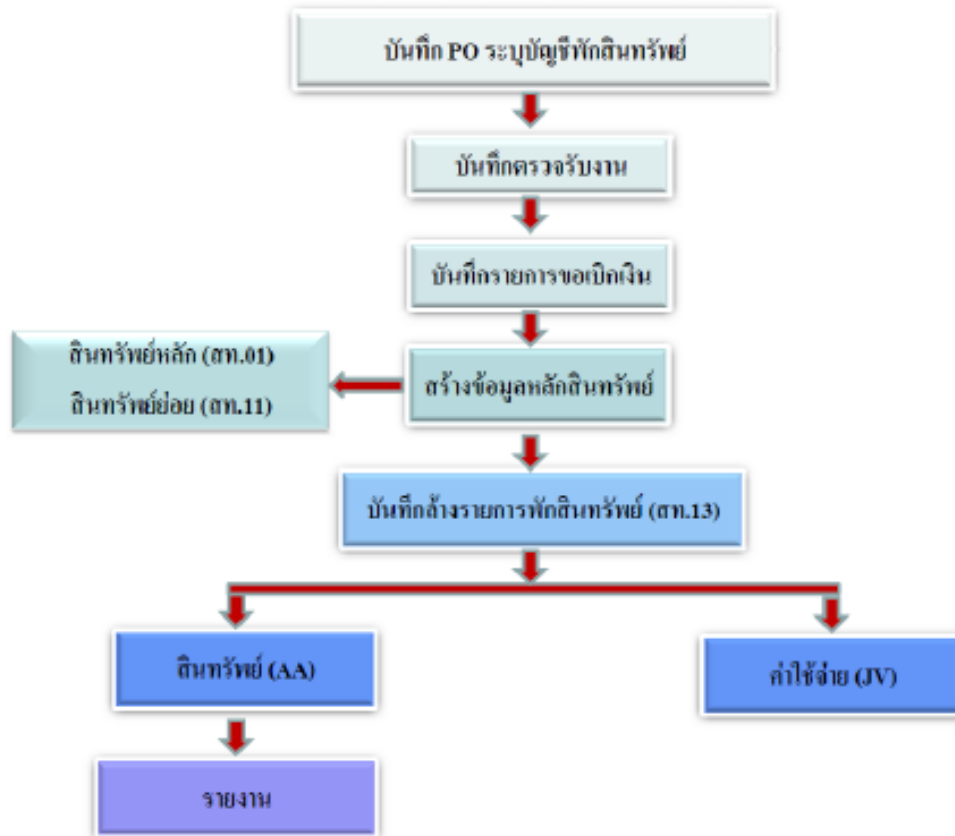 บันทึก PO ระบุบัญชีพักสินทรัพย์
บันทึกตรวจรับงาน
บันทึกรายการขอเบิกเงิน
สินทรัพย์หลัก (สท.01)
สินทรัพย์ย่อย (สท.11)
สร้างข้อมูลหลักสินทรัพย์
บันทึกล้างรายการพักสินทรัพย์ (สท.13)
สินทรัพย์ (AA)
ค่าใช้จ่าย (JV)
รายงาน